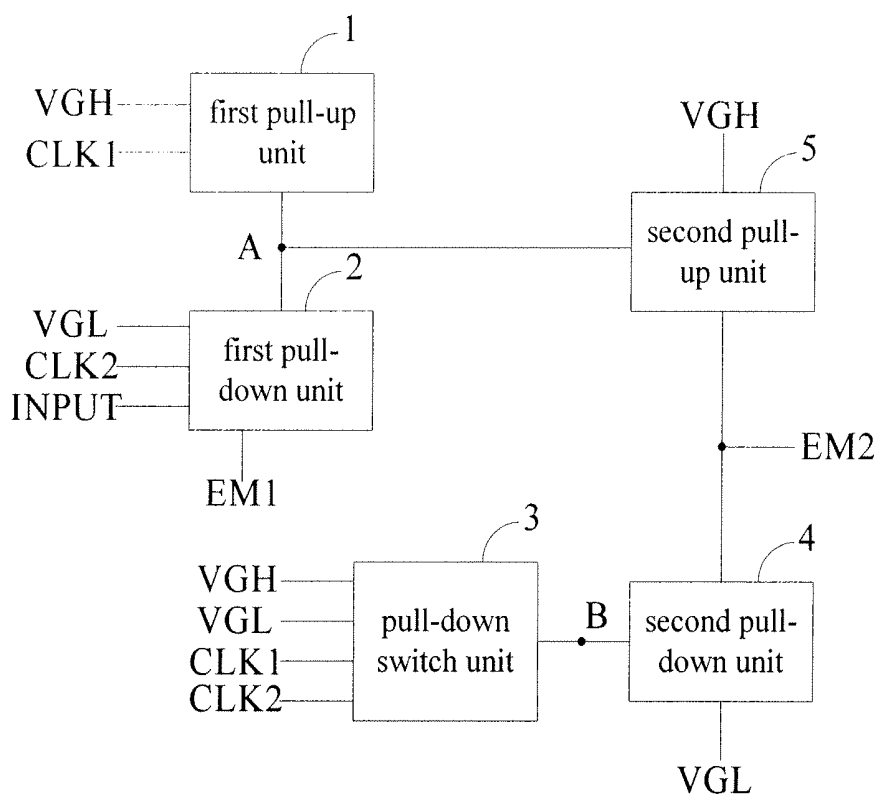 1
VGH
first pull-up
unit
CLK1
VGH
5
A
second pull-
up unit
2
VGL
first pull-
down unit
CLK2
INPUT
EM2
EM1
3
4
VGH
VGL
pull-down
switch unit
CLK1
CLK2
B
second pull-
down unit
VGL